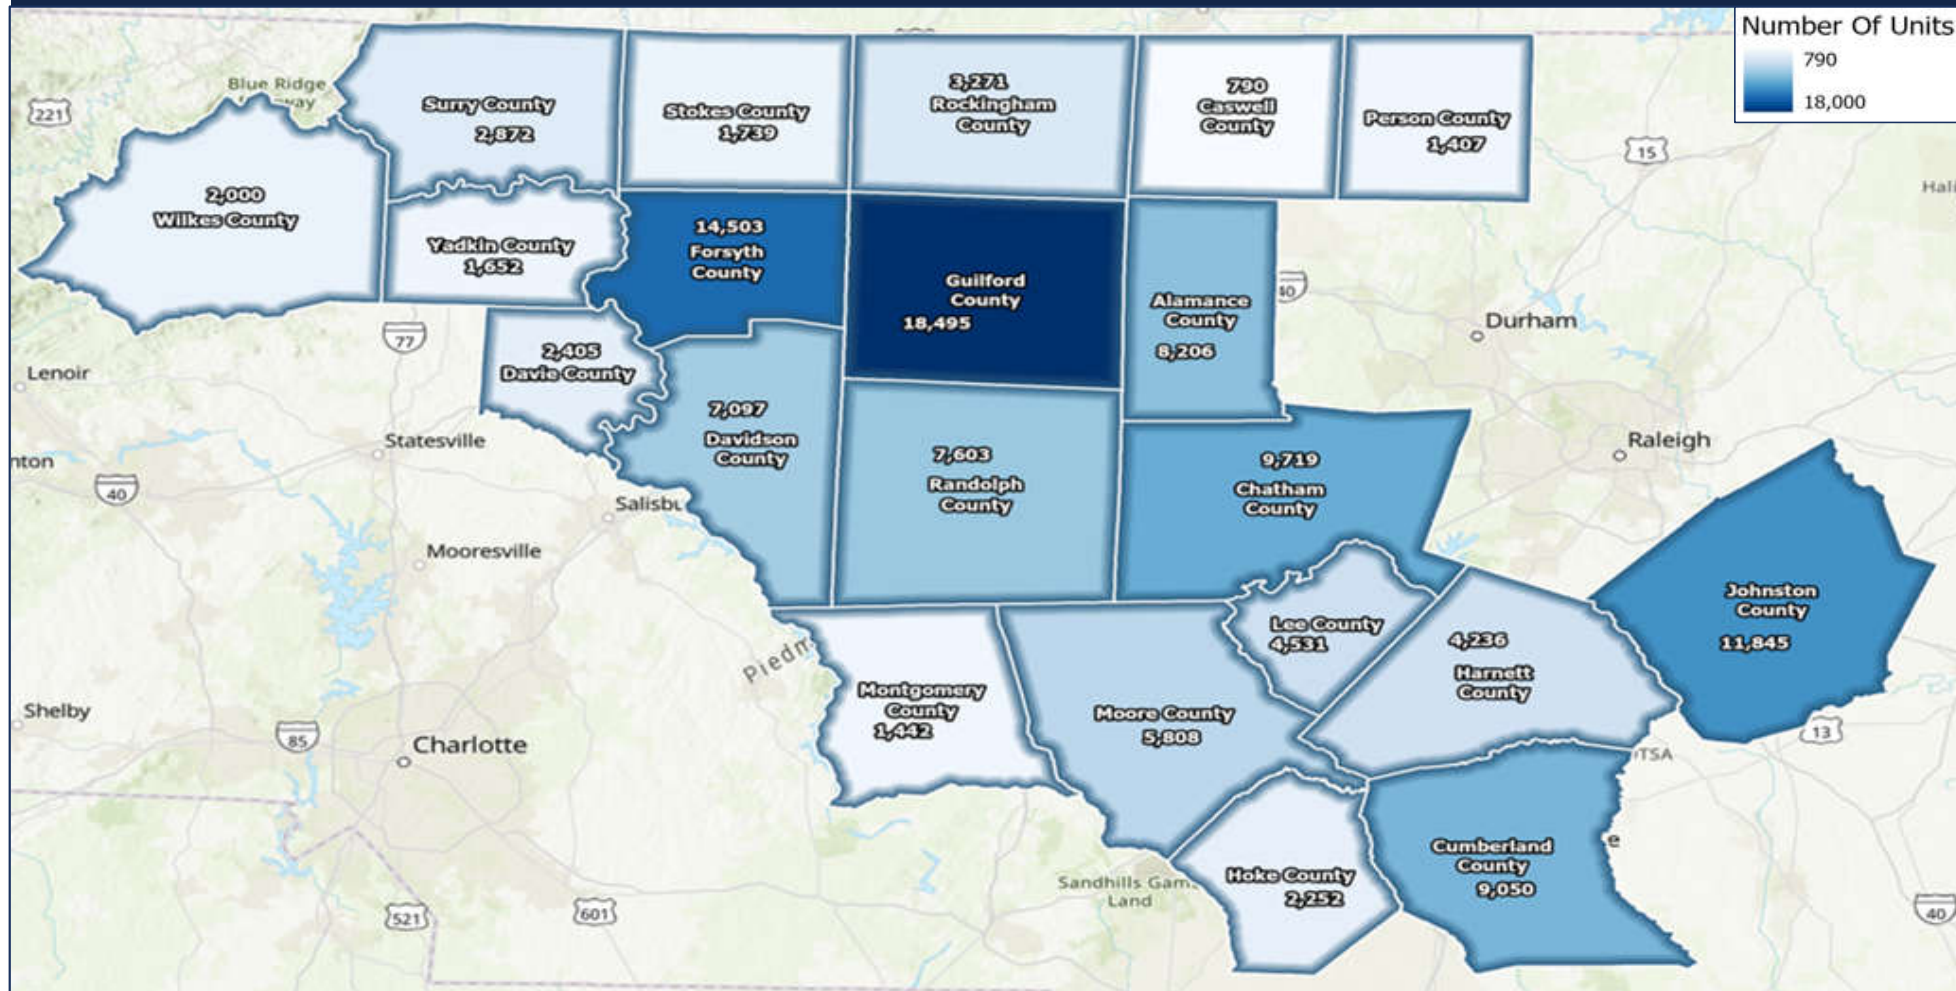 Number Of Units
790
18,000
Blue Ridge
way
221
Surry County
2,872
Stokes County
1,739
3,271
Rockingham
County
790
Caswell
County
Person County
1,407
15
Hali
2,000
Wilkes County
Yadkin County
1,652
14,503
Forsyth
County
Guilford
County
18,495
Alamance
County
8,206
40
Durham
77
Lenoir
2,405
Davie County
7,097
Davidson
County
Statesville
nton
40
7,603
Randolph
County
9,719
Chatham
County
Raleigh
Salisbu
Mooresville
Johnston
County
11,845
Lee County
4,531
4,236
Harnett
County
Piedm
Montgomery
County
1,442
Moore County
5,808
Shelby
85
Charlotte
13
TSA
Cumberland
County
9,050
e
Hoke County
2,252
Sandhills Gam
Land
521
601
40